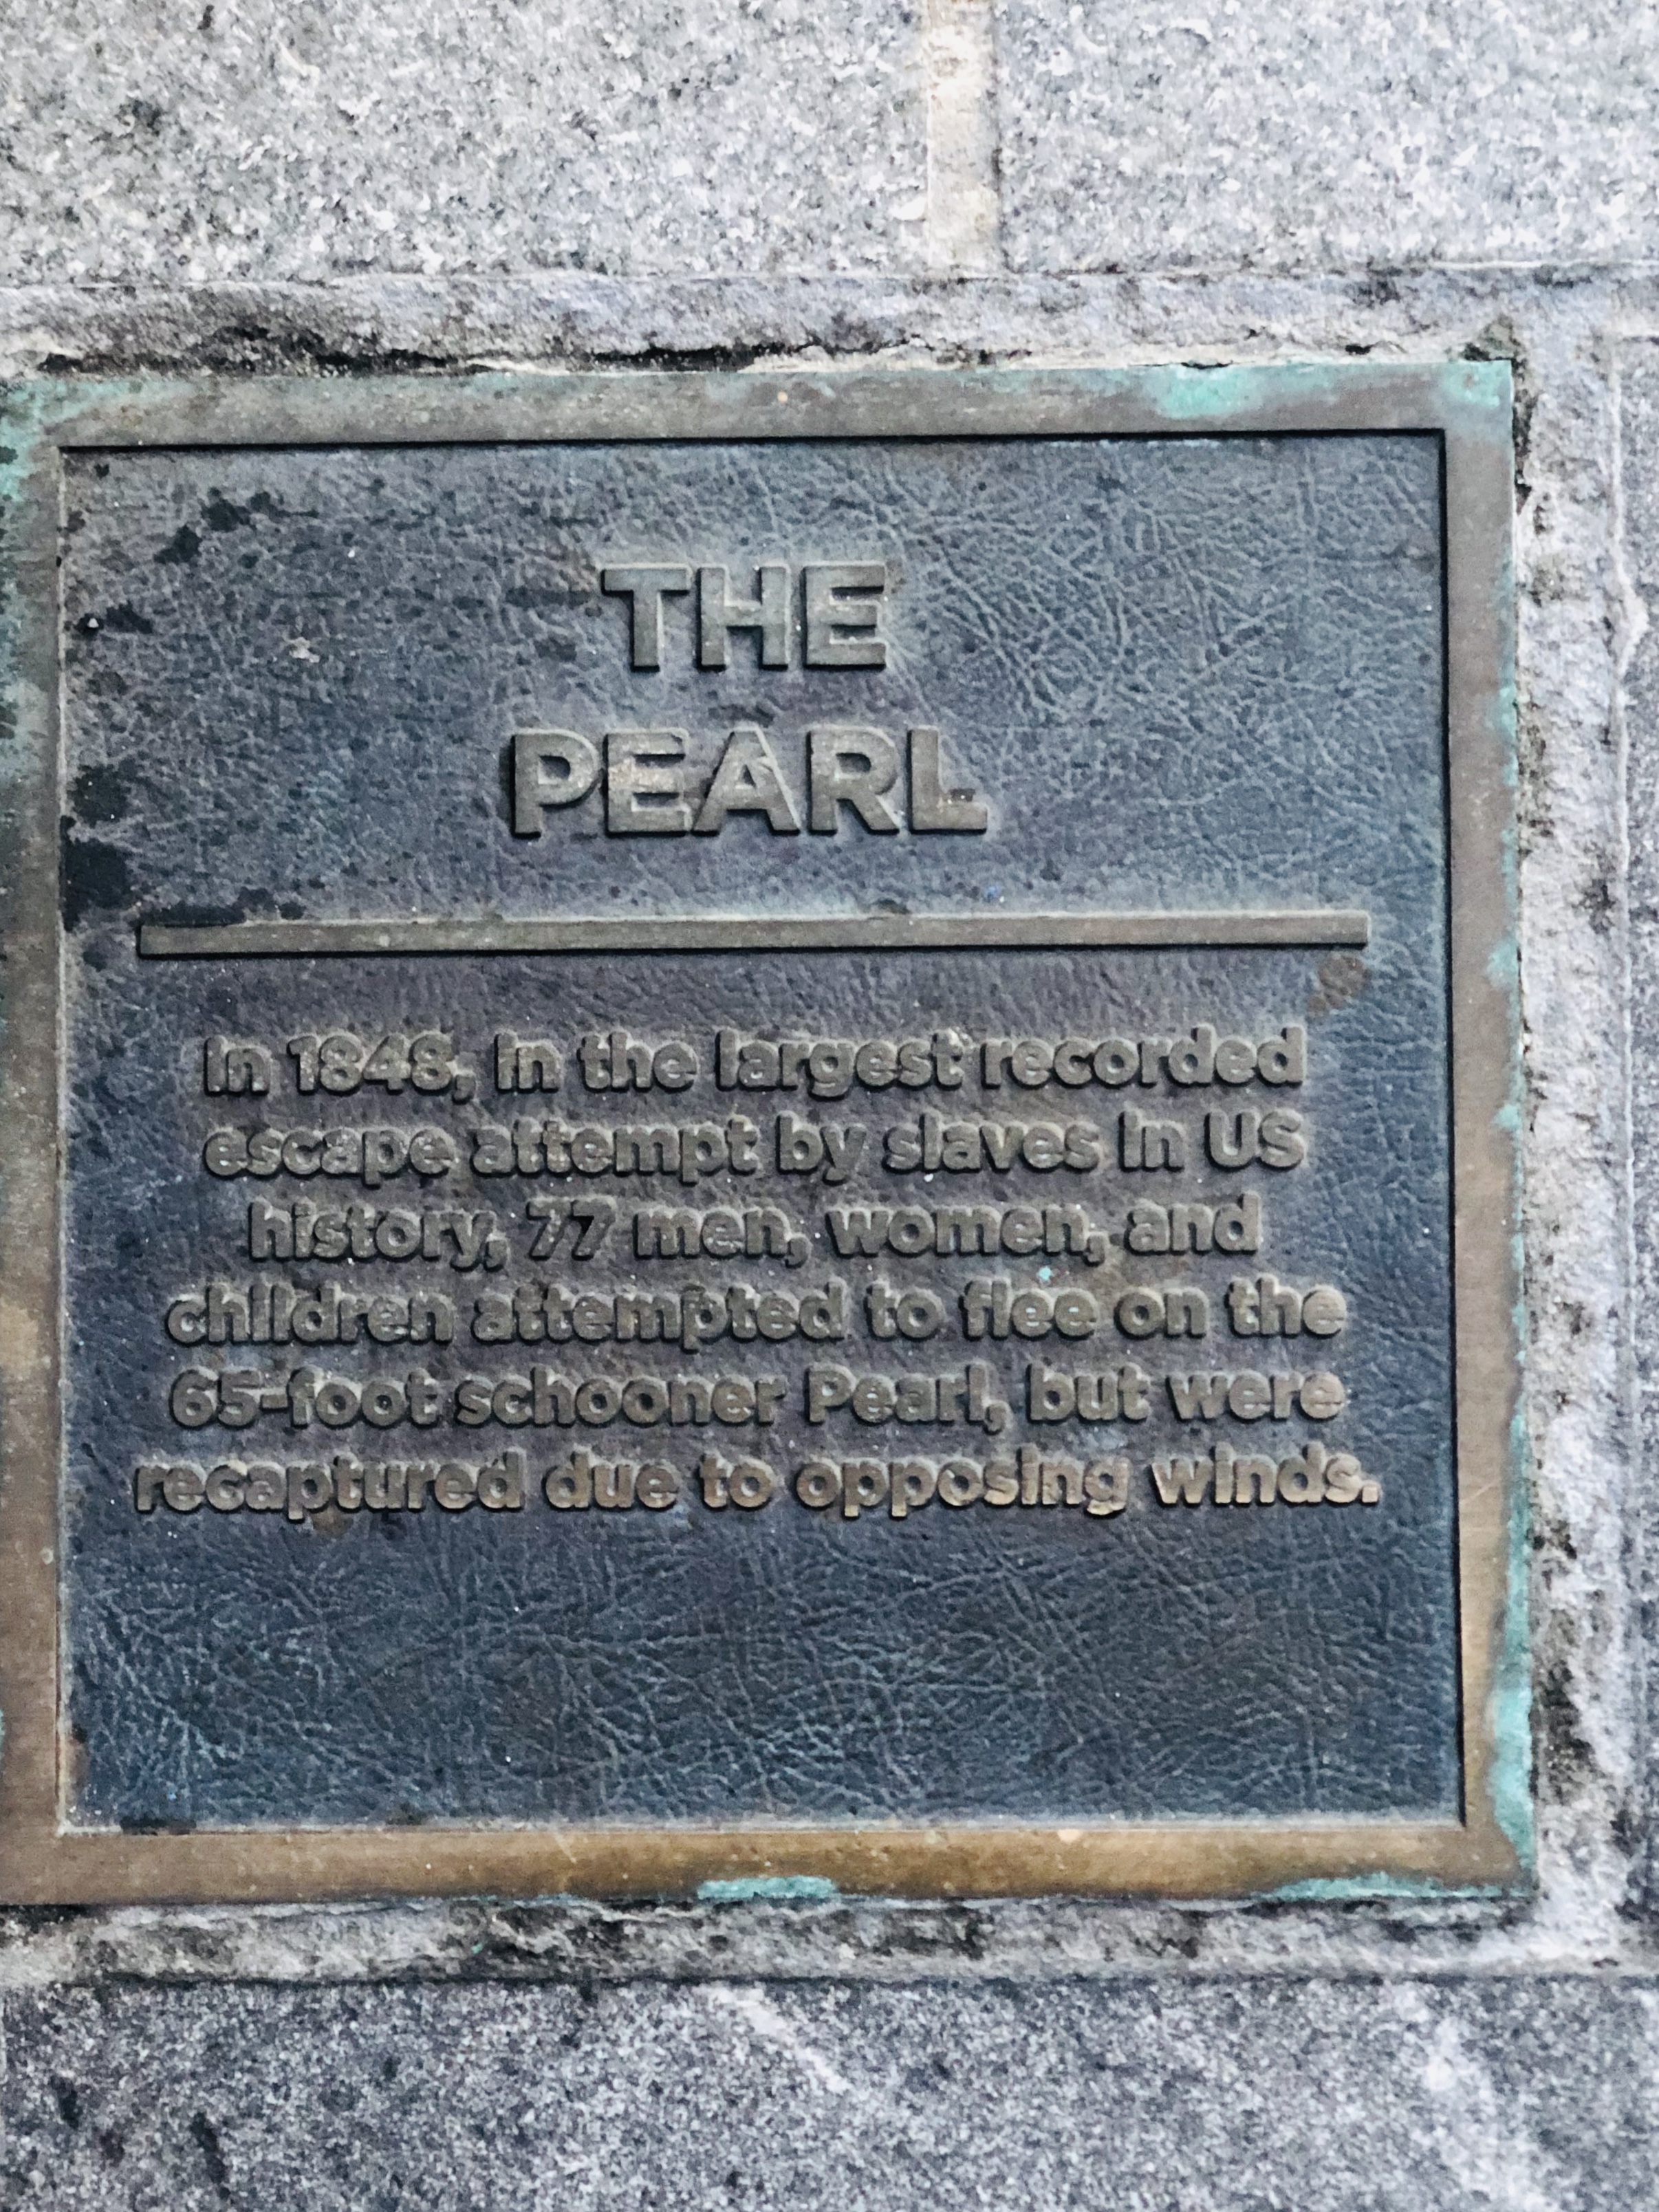 THE
PEARL
In 1848, in the largest recorded
escape attempt by slaves in US
history, 77 men, women, and
children attempted to flee on the
65-foot schooner Pearl, but were
recaptured due to opposing winds.